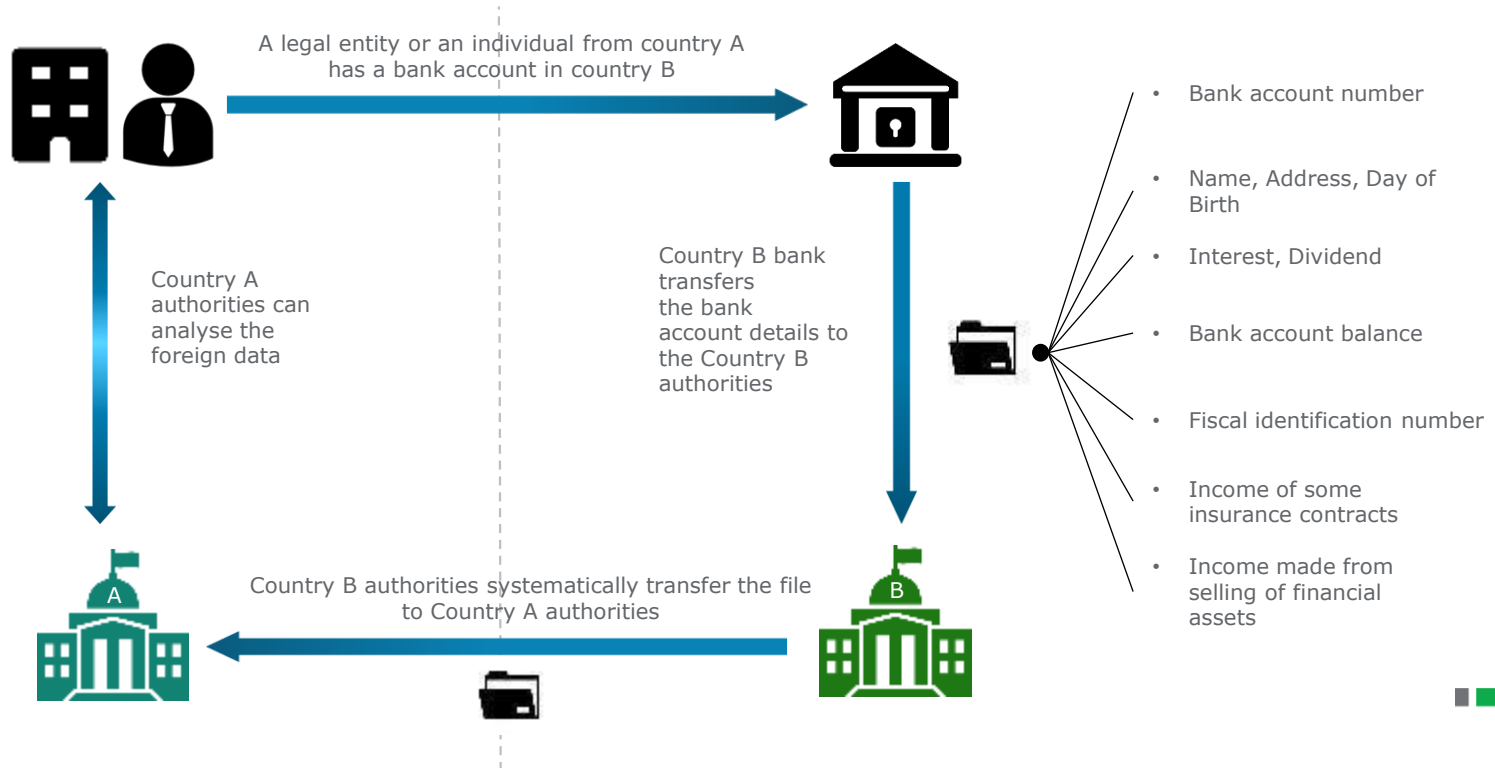 A legal entity or an individual from country A
has a bank account in country B
Country A
authorities can
analyse the
foreign data
Country B bank
transfers
the bank
account details to
the Country B
authorities
• Bank account number
• Name, Address, Day of
Birth
• Interest, Dividend
• Bank account balance
• Fiscal identification number
• Income of some
insurance contracts
• Income made from
selling of financial
assets
A
Country B authorities systematically transfer the file
to Country A authorities
B